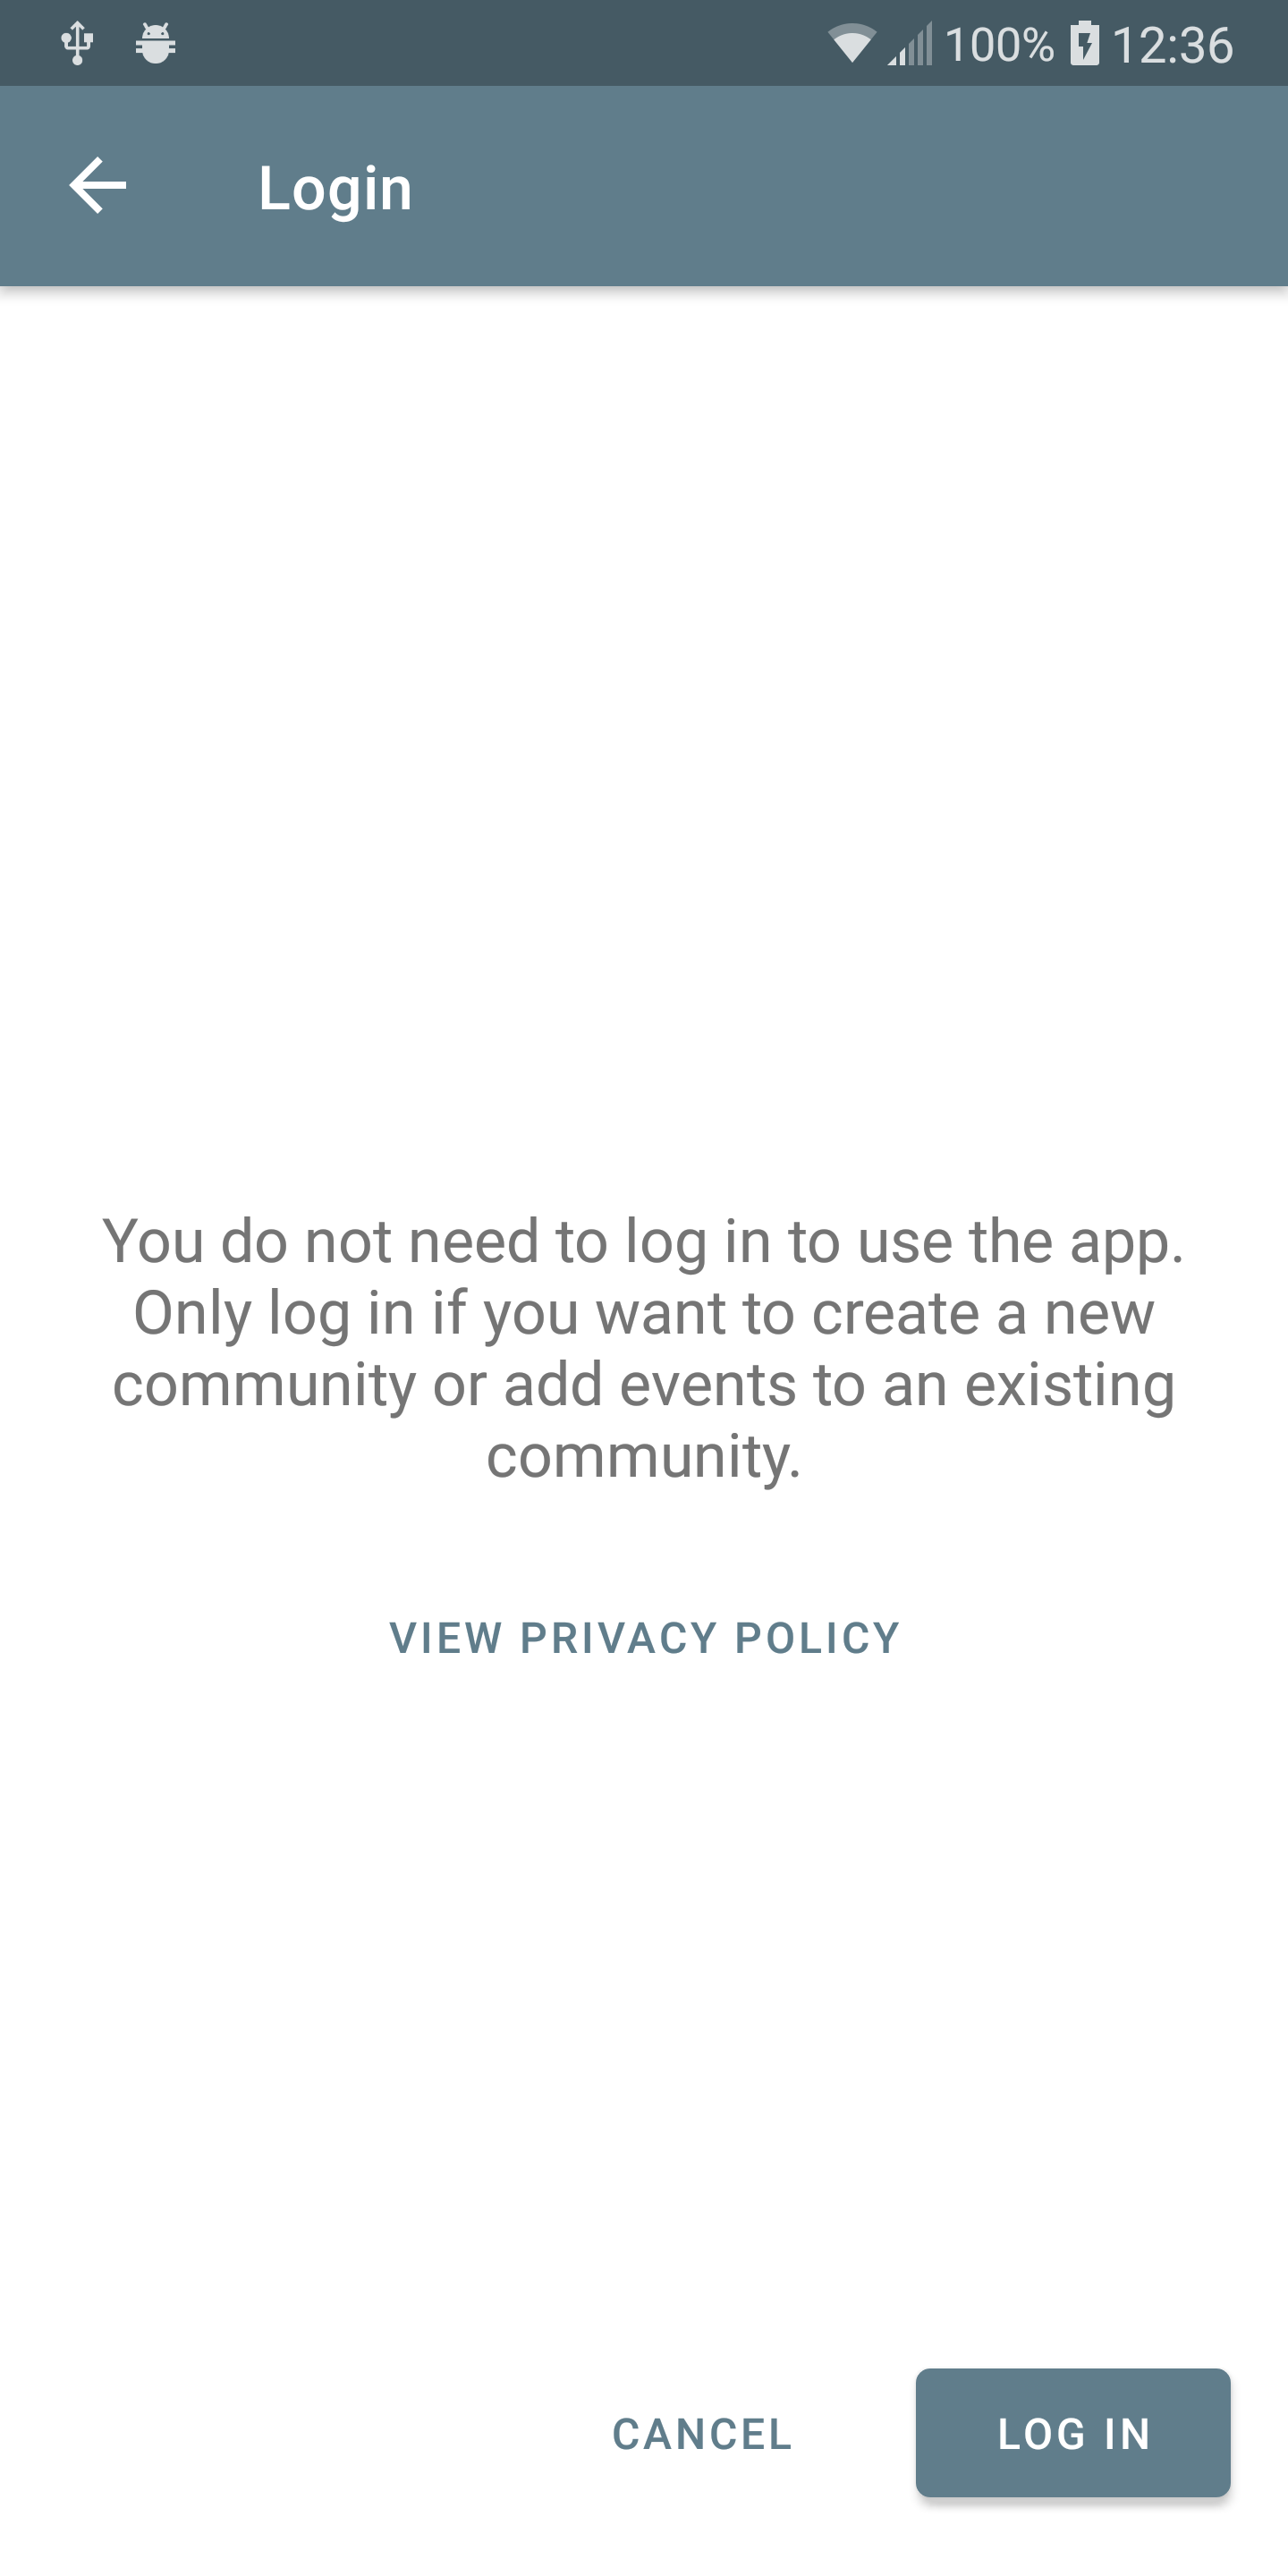 100% 12:36
Login
You do not need to log in to use the app.
Only log in if you want to create a new
community or add events to an existing
community.
VIEW PRIVACY POLICY
CANCEL LOG IN